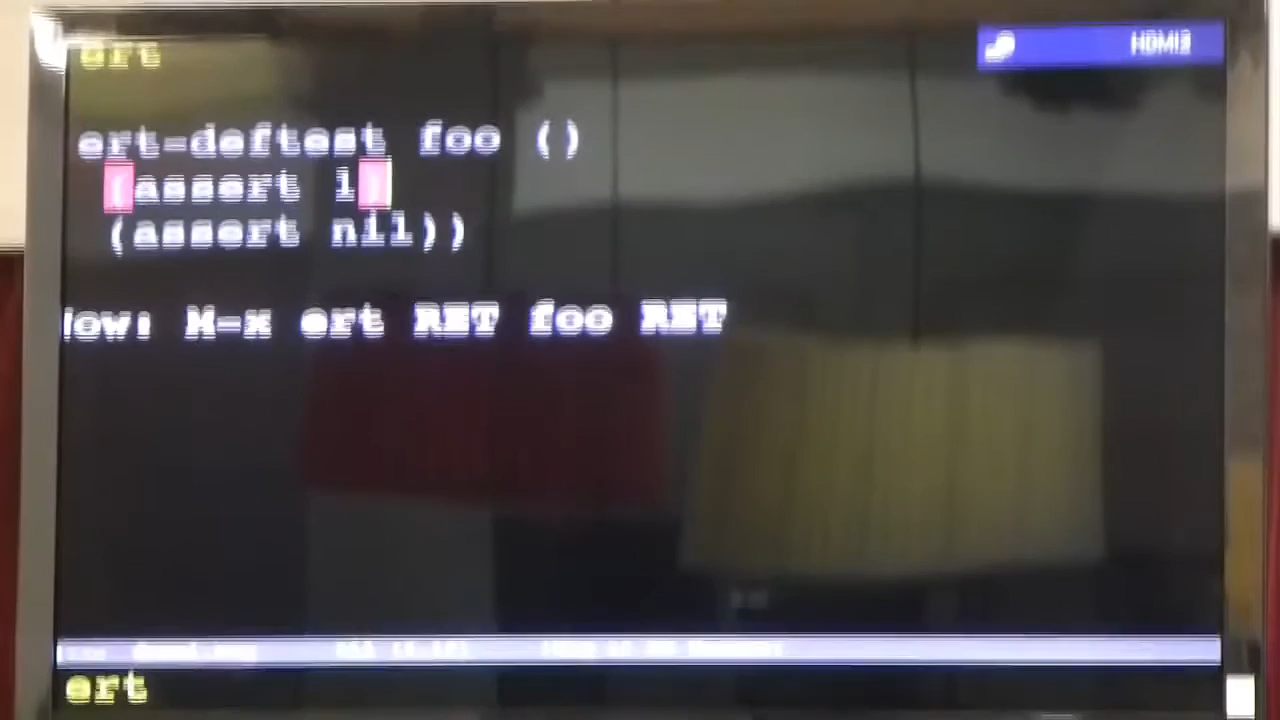 ert
HDMI2
ert-deftest foo ()
(assert 1)
(assert nil))
low: M-x ert RET foo RET
ert